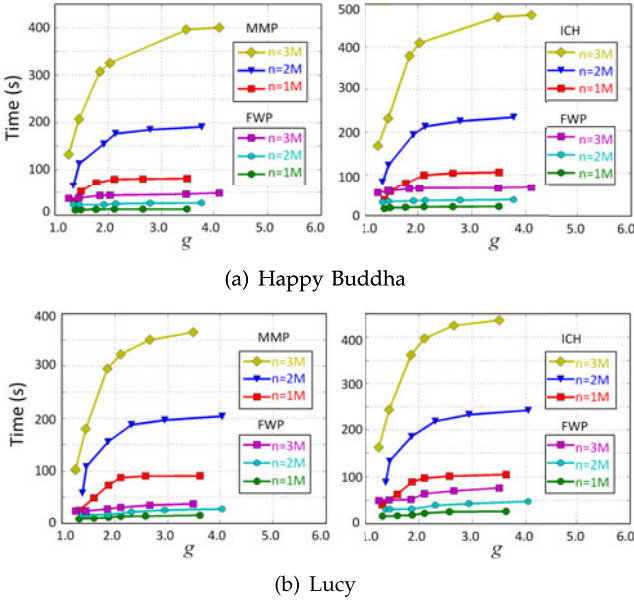 MMP
n=3M
n=2M
n=1M
FWP
n=3M
n=2M
n=1M
Time (s)
400
300
200
100
0
1.0 2.0 3.0 4.0 5.0 6.0
g
ICH
n=3M
n=2M
n=1M
FWP
n=3M
n=2M
n=1M
500
400
300
200
100
0
1.0 2.0 3.0 4.0 5.0 6.0
g
(a) Happy Buddha
MMP
n=3M
n=2M
n=1M
FWP
n=3M
n=2M
n=1M
Time (s)
400
300
200
100
0
1.0 2.0 3.0 4.0 5.0 6.0
g
ICH
n=3M
n=2M
n=1M
FWP
n=3M
n=2M
n=1M
400
300
200
100
0
1.0 2.0 3.0 4.0 5.0 6.0
g
(b) Lucy